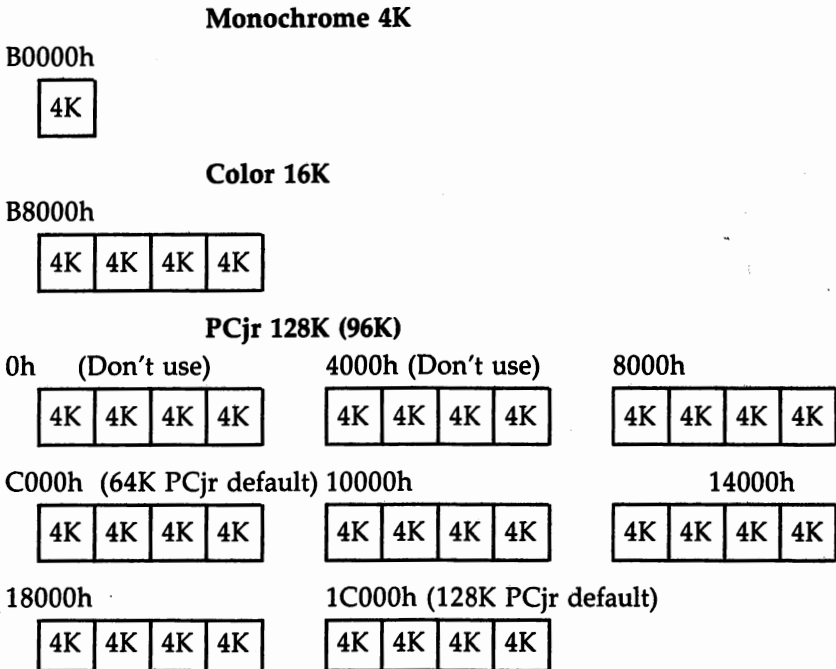 Monochrome 4K
B0000h
4K
Color 16K
B8000h
4K 4K 4K 4K
PCjr 128K (96K)
0h (Don't use) 4000h (Don't use) 8000h
4K 4K 4K 4K 4K 4K 4K 4K 4K 4K 4K 4K
C000h (64K PCjr default) 10000h 14000h
4K 4K 4K 4K 4K 4K 4K 4K 4K 4K 4K 4K
18000h 1C000h (128K PCjr default)
4K 4K 4K 4K 4K 4K 4K 4K